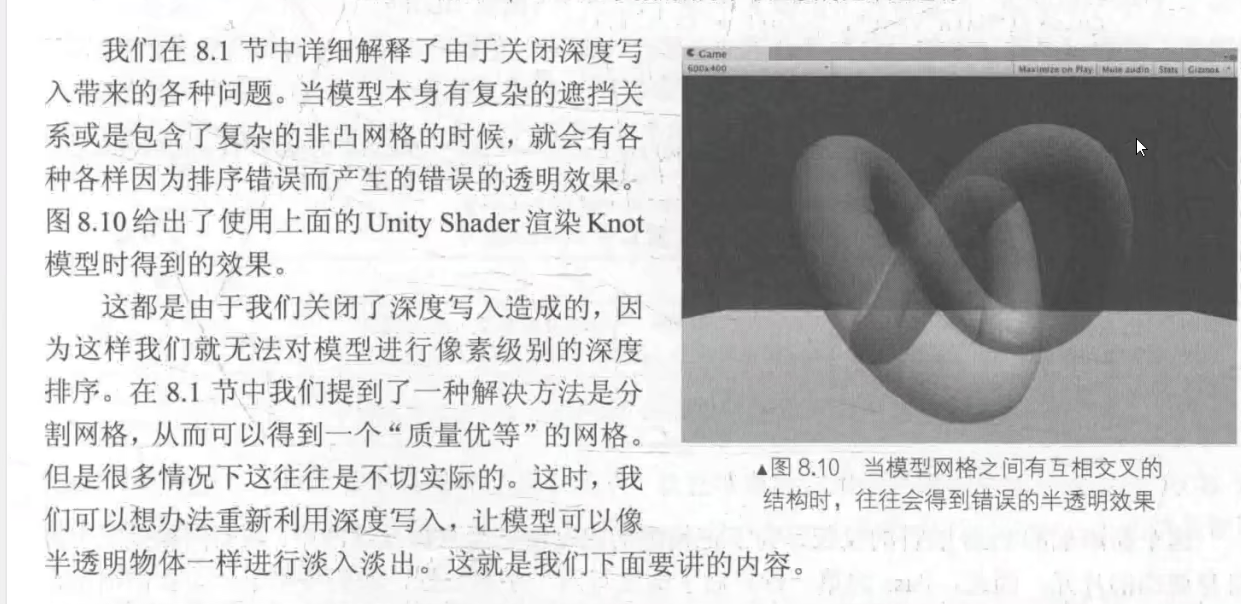 我们在 8.1 节中详细解释了由于关闭深度写
入带来的各种问题。当模型本身有复杂的遮挡关
系或是包含了复杂的非凸网格的时候，就会有各
种各样因为排序错误而产生的错误的透明效果。
图 8.10 给出了使用上面的 Unity Shader 渲染 Knot
模型时得到的效果。
这都是由于我们关闭了深度写入造成的，因
为这样我们就无法对模型进行像素级别的深度
排序。在 8.1 节中我们提到了一种解决方法是分
割网格，从而可以得到一个“质量优等”的网格。
但是很多情况下这往往是不切实际的。这时，我
们可以想办法重新利用深度写入，让模型可以像
半透明物体一样进行淡入淡出。这就是我们下面要讲的内容。
Game
600x400
Maximize on Play Mute audio Stats Gizmos
▲图 8.10 当模型网格之间有互相交叉的
结构时，往往会得到错误的半透明效果